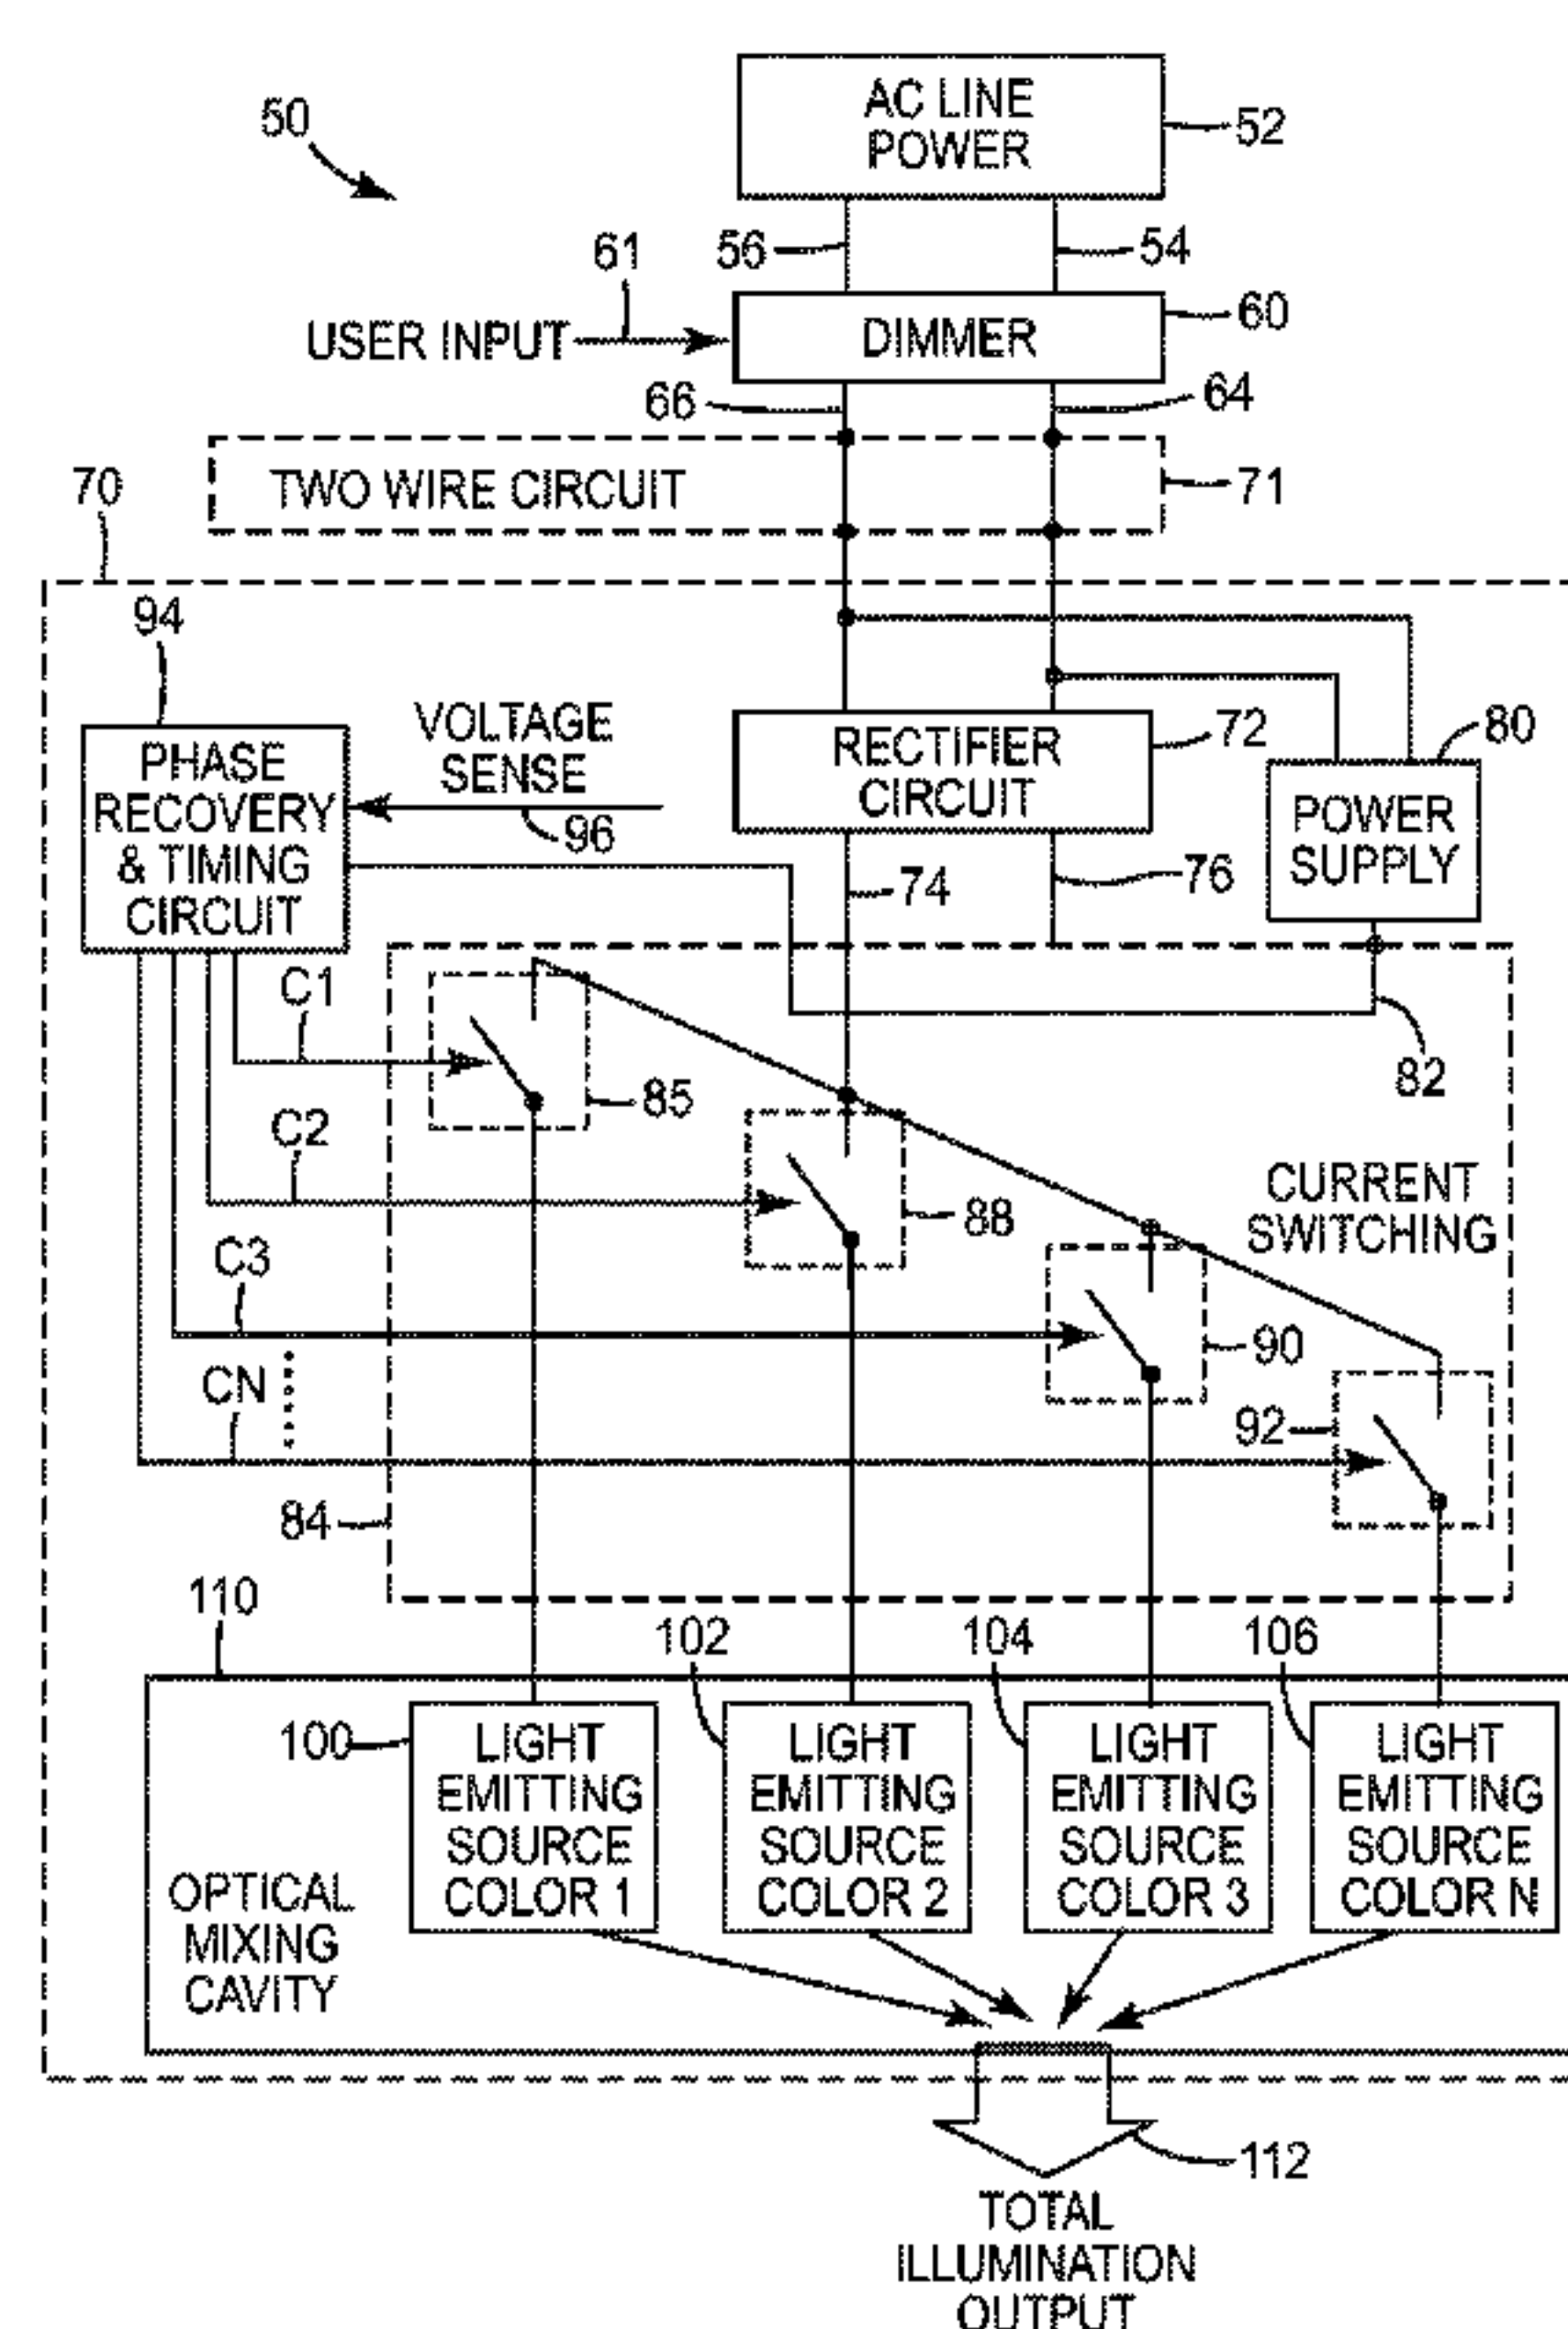 50
AC LINE
POWER
52
56
54
61
USER INPUT
DIMMER
60
66
64
TWO WIRE CIRCUIT
71
70
94
PHASE
RECOVERY
& TIMING
CIRCUIT
VOLTAGE
SENSE
96
RECTIFIER
CIRCUIT
72
80
POWER
SUPPLY
74
76
82
C1
85
C2
88
CURRENT
SWITCHING
C3
90
CN
92
84
110
102
104
106
100
LIGHT
EMITTING
SOURCE
COLOR 1
LIGHT
EMITTING
SOURCE
COLOR 2
LIGHT
EMITTING
SOURCE
COLOR 3
LIGHT
EMITTING
SOURCE
COLOR N
OPTICAL
MIXING
CAVITY
112
TOTAL
ILLUMINATION
OUTPUT